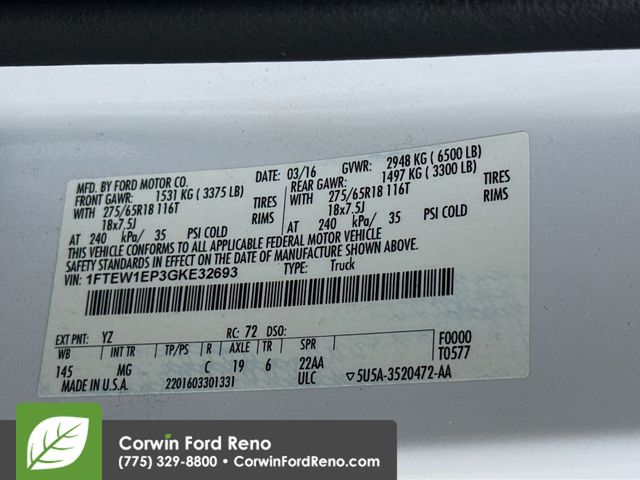 MFD. BY FORD MOTOR CO.
DATE: 03/16 GVWR: 2948 KG ( 6500 LB)
FRONT GAWR: 1531 KG ( 3375 LB) REAR GAWR: 1497 KG ( 3300 LB)
WITH 275/65R18 116T TIRES WITH 275/65R18 116T TIRES
18x7.5J RIMS 18x7.5J RIMS
AT 240 kPa/ 35 PSI COLD AT 240 kPa/ 35 PSI COLD
THIS VEHICLE CONFORMS TO ALL APPLICABLE FEDERAL MOTOR VEHICLE
SAFETY STANDARDS IN EFFECT ON THE DATE OF MANUFACTURE SHOWN ABOVE.
VIN: 1FTEW1EP3GKE32693 TYPE: Truck
EXT PNT: YZ RC: 72 DSO: F0000
WB INT TR TP/PS R AXLE TR SPR T0577
145 MG C 19 6 22AA
MADE IN U.S.A. 2201603301331 ULC ▽5U5A-3520472-AA
Corwin Ford Reno
(775) 329-8800 • CorwinFordReno.com